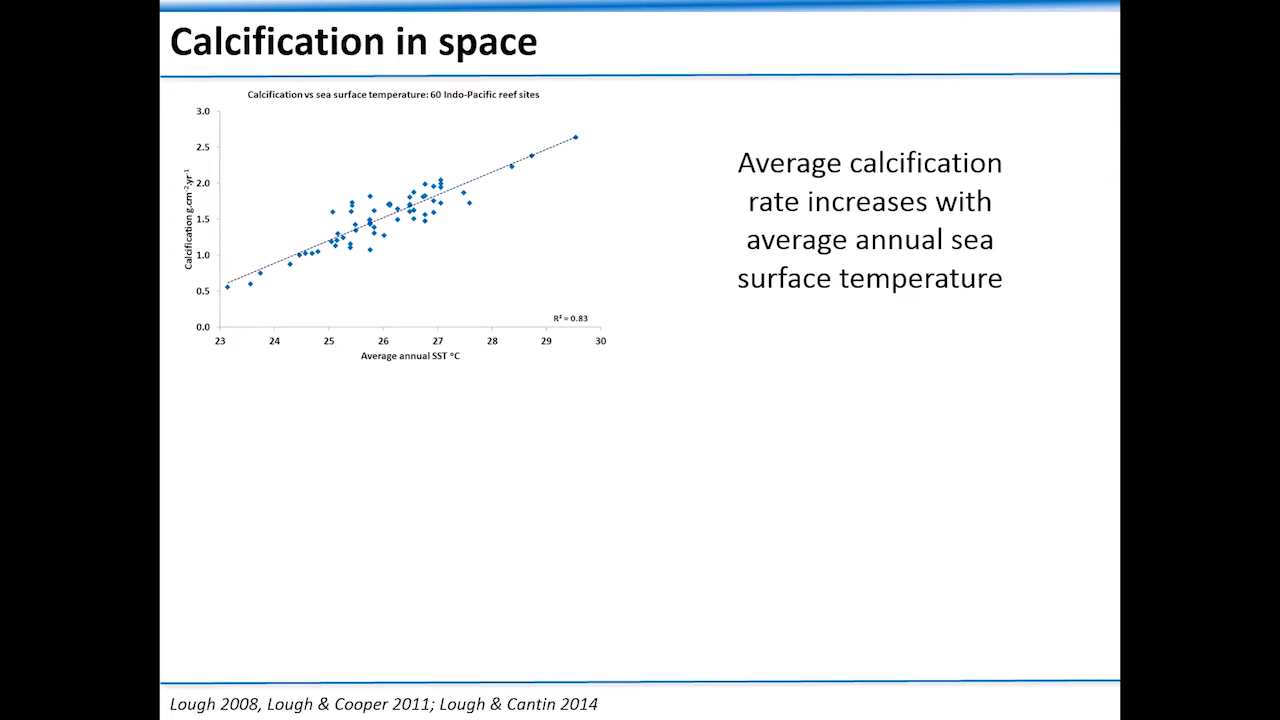 Calcification in space
Calcification vs sea surface temperature: 60 Indo-Pacific reef sites
Calcification g.cm⁻².yr⁻¹
3.0
2.5
2.0
1.5
1.0
0.5
0.0
R² = 0.83
23 24 25 26 27 28 29 30
Average annual SST °C
Average calcification
rate increases with
average annual sea
surface temperature
Lough 2008, Lough & Cooper 2011; Lough & Cantin 2014